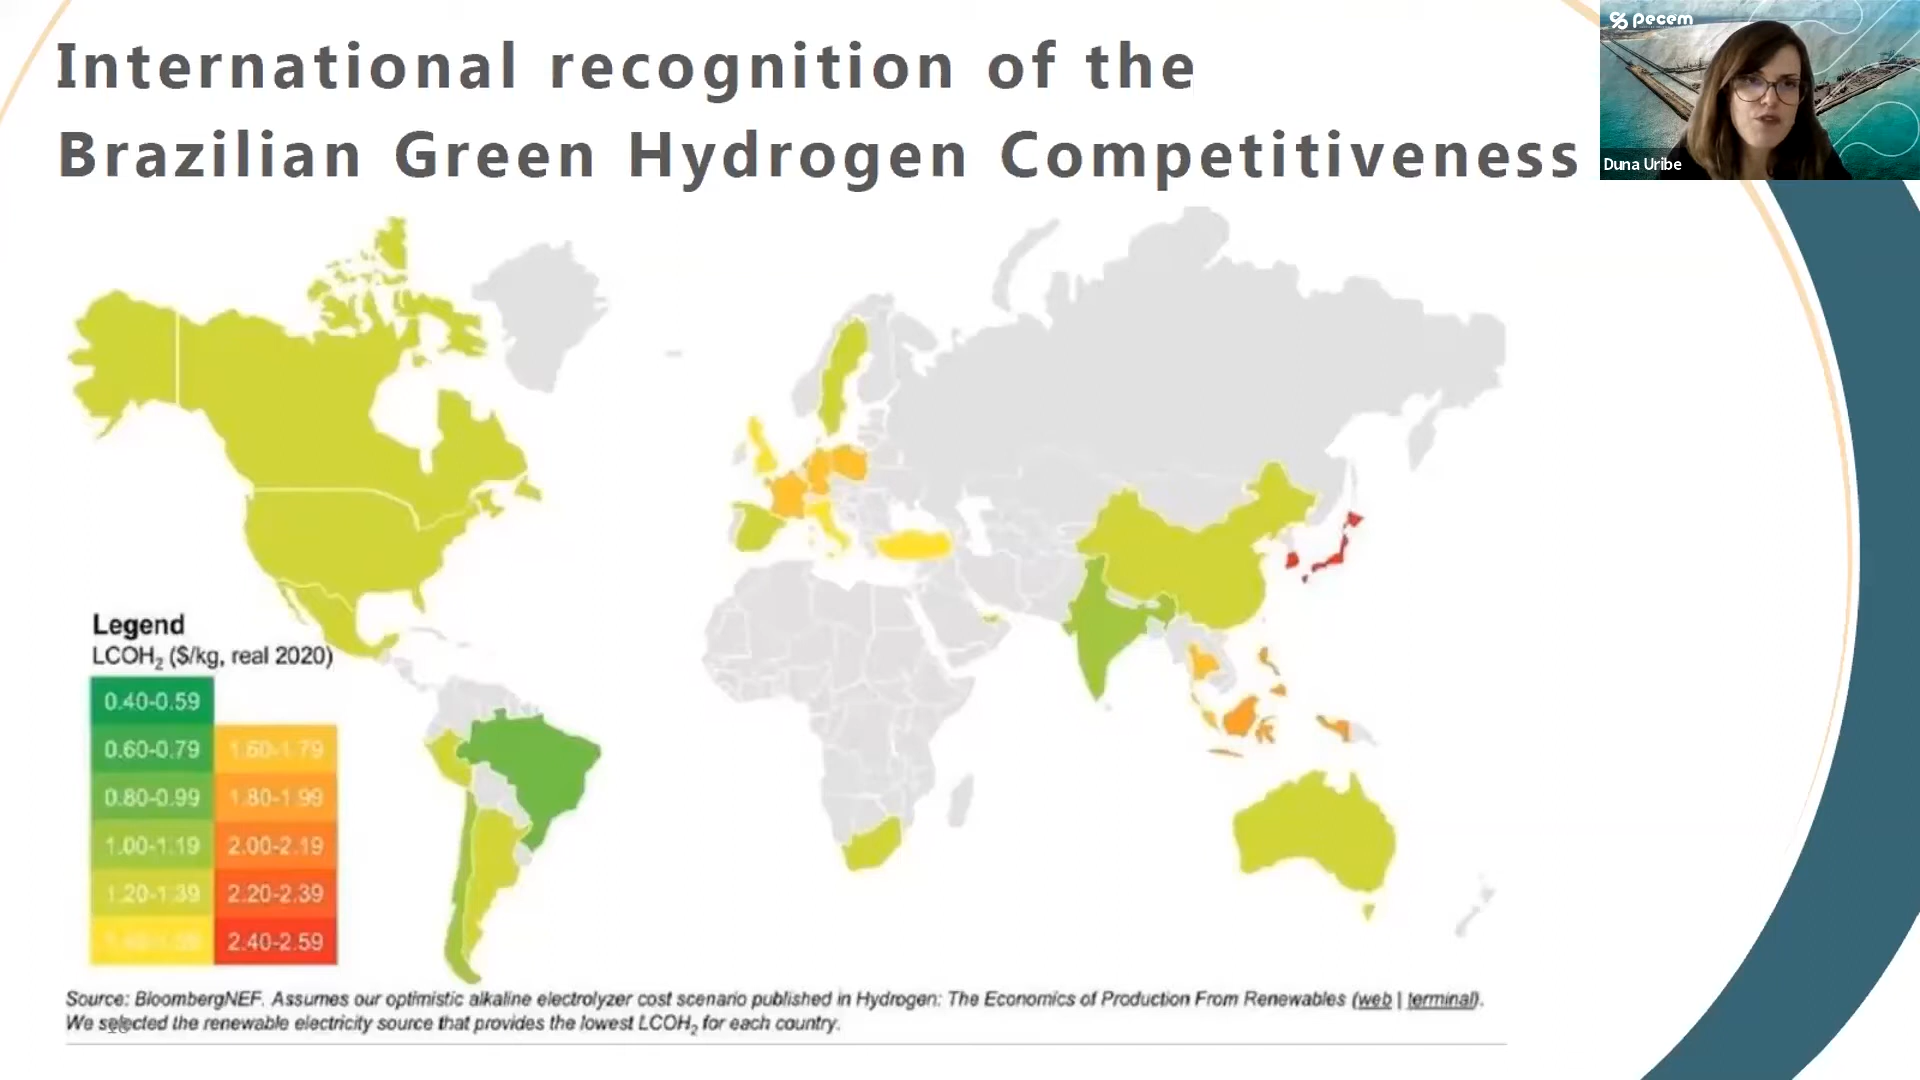 International recognition of the
Brazilian Green Hydrogen Competitiveness
pecem
Duna Uribe
Legend
LCOH₂ ($/kg, real 2020)
0.40-0.59
0.60-0.79 1.60-1.79
0.80-0.99 1.80-1.99
1.00-1.19 2.00-2.19
1.20-1.39 2.20-2.39
2.40-2.59
Source: BloombergNEF. Assumes our optimistic alkaline electrolyzer cost scenario published in Hydrogen: The Economics of Production From Renewables (web | terminal).
We selected the renewable electricity source that provides the lowest LCOH₂ for each country.